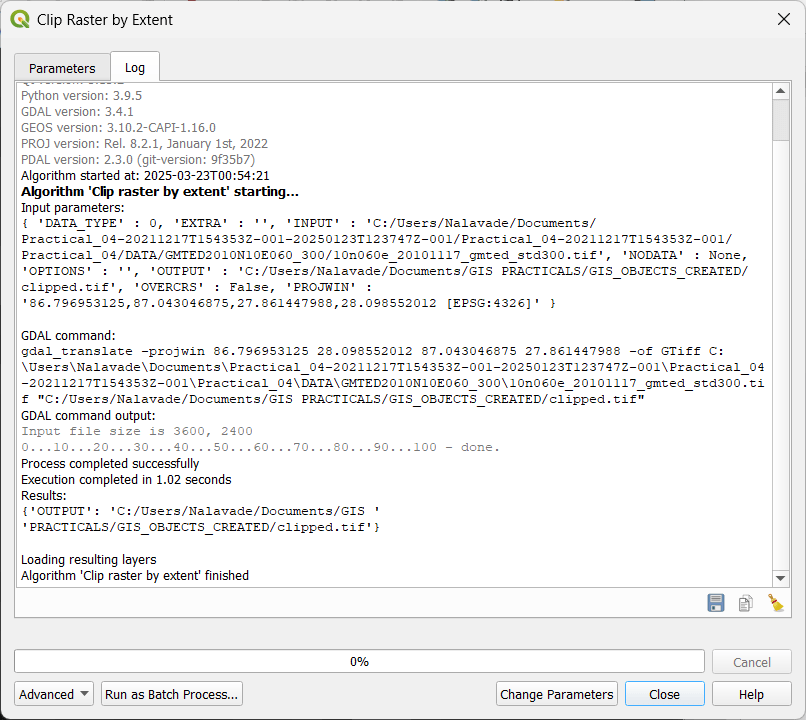 Clip Raster by Extent
Parameters
Log
Python version: 3.9.5
GDAL version: 3.4.1
GEOS version: 3.10.2-CAPI-1.16.0
PROJ version: Rel. 8.2.1, January 1st, 2022
PDAL version: 2.3.0 (git-version: 9f35b7)
Algorithm started at: 2025-03-23T00:54:21
Algorithm 'Clip raster by extent' starting…
Input parameters:
{ 'DATA_TYPE' : 0, 'EXTRA' : '', 'INPUT' : 'C:/Users/Nalavade/Documents/
Practical_04-20211217T154353Z-001-20250123T123747Z-001/Practical_04-20211217T154353Z-001/
Practical_04/DATA/GMTED2010N10E060_300/10n060e_20101117_gmted_std300.tif', 'NODATA' : None,
'OPTIONS' : '', 'OUTPUT' : 'C:/Users/Nalavade/Documents/GIS PRACTICALS/GIS_OBJECTS_CREATED/
clipped.tif', 'OVERCRS' : False, 'PROJWIN' :
'86.796953125,87.043046875,27.861447988,28.098552012 [EPSG:4326]' }
GDAL command:
gdal_translate -projwin 86.796953125 28.098552012 87.043046875 27.861447988 -of GTiff C:
\Users\Nalavade\Documents\Practical_04-20211217T154353Z-001-20250123T123747Z-001\Practical_04
-20211217T154353Z-001\Practical_04\DATA\GMTED2010N10E060_300\10n060e_20101117_gmted_std300.ti
f "C:/Users/Nalavade/Documents/GIS PRACTICALS/GIS_OBJECTS_CREATED/clipped.tif"
GDAL command output:
Input file size is 3600, 2400
0...10...20...30...40...50...60...70...80...90...100 - done.
Process completed successfully
Execution completed in 1.02 seconds
Results:
{'OUTPUT': 'C:/Users/Nalavade/Documents/GIS '
'PRACTICALS/GIS_OBJECTS_CREATED/clipped.tif'}
Loading resulting layers
Algorithm 'Clip raster by extent' finished
0%
Cancel
Advanced
Run as Batch Process…
Change Parameters
Close
Help